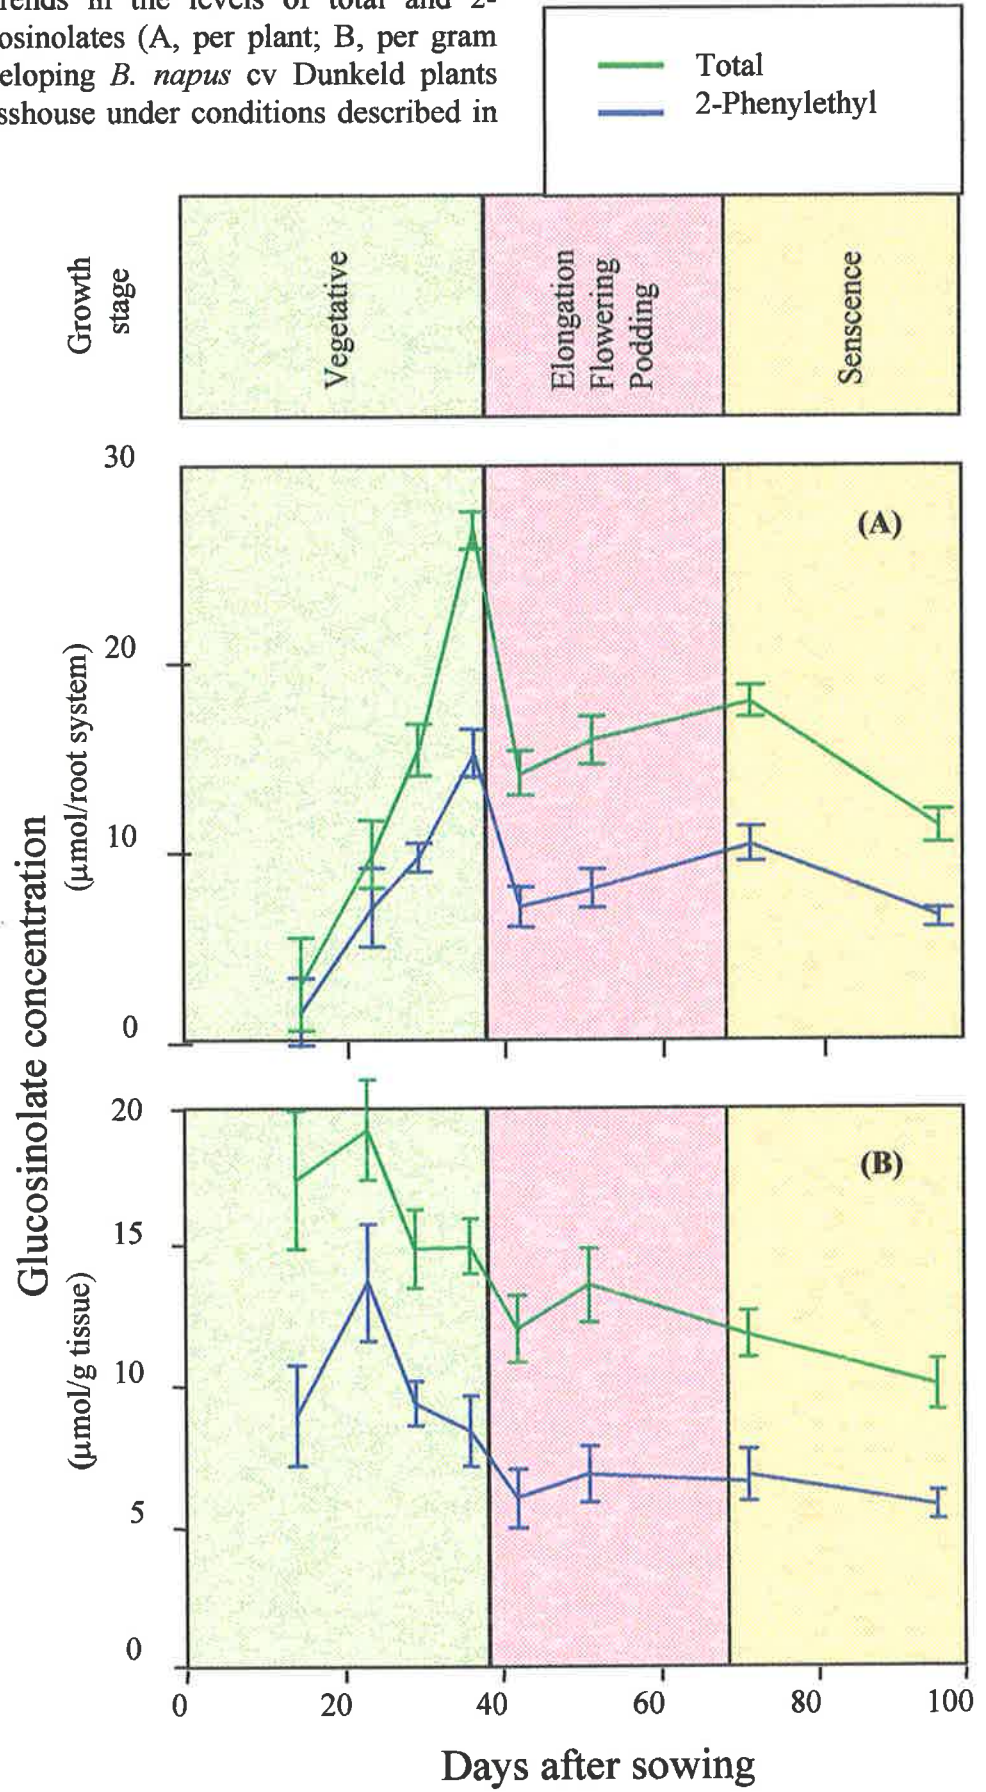 rends in the levels of total and 2-
osinolates (A, per plant; B, per gram
eloping B. napus cv Dunkeld plants
sshouse under conditions described in
Total
2-Phenylethyl
Growth
stage
Vegetative
Elongation
Flowering
Podding
Senscence
Glucosinolate concentration
(µmol/root system)
30
20
10
0
(A)
(µmol/g tissue)
20
15
10
5
0
(B)
0 20 40 60 80 100
Days after sowing